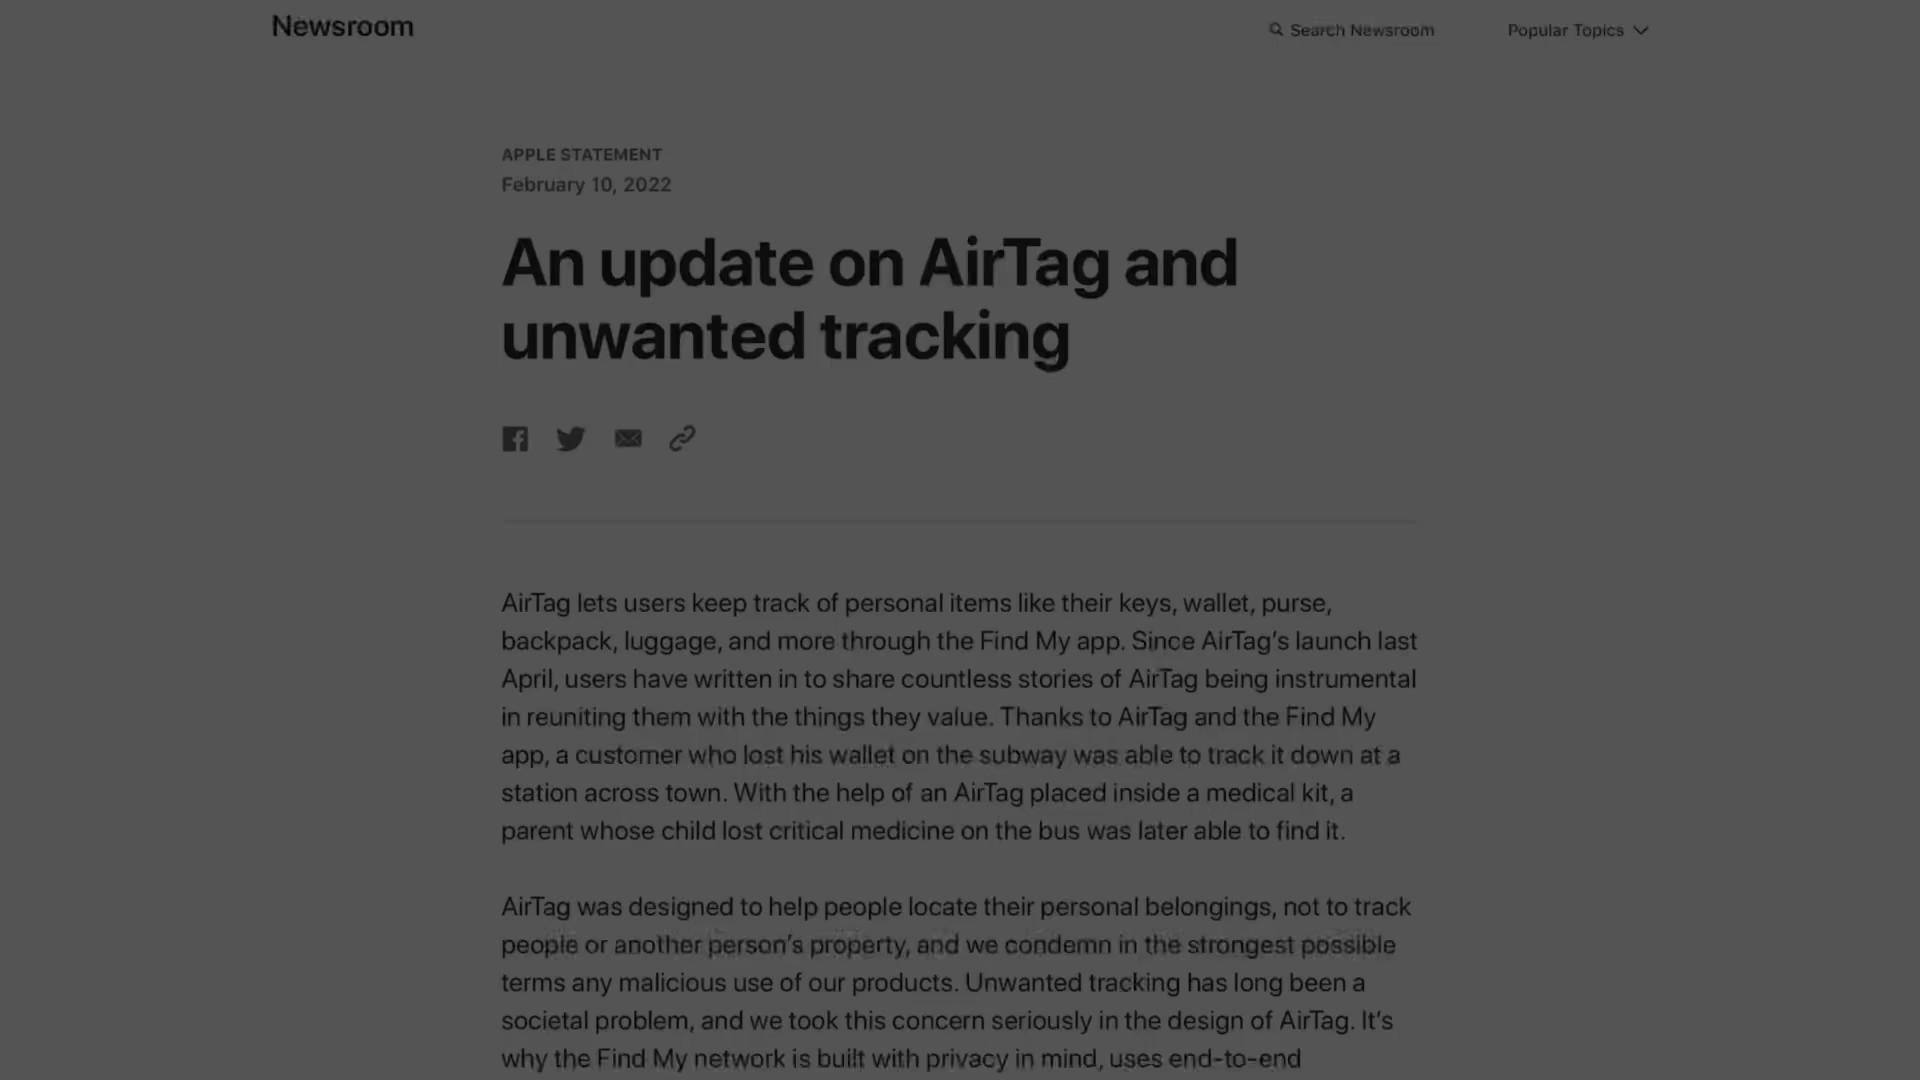 Newsroom
Search Newsroom
Popular Topics
APPLE STATEMENT
February 10, 2022
An update on AirTag and
unwanted tracking
AirTag lets users keep track of personal items like their keys, wallet, purse,
backpack, luggage, and more through the Find My app. Since AirTag’s launch last
April, users have written in to share countless stories of AirTag being instrumental
in reuniting them with the things they value. Thanks to AirTag and the Find My
app, a customer who lost his wallet on the subway was able to track it down at a
station across town. With the help of an AirTag placed inside a medical kit, a
parent whose child lost critical medicine on the bus was later able to find it.
AirTag was designed to help people locate their personal belongings, not to track
people or another person’s property, and we condemn in the strongest possible
terms any malicious use of our products. Unwanted tracking has long been a
societal problem, and we took this concern seriously in the design of AirTag. It’s
why the Find My network is built with privacy in mind, uses end-to-end